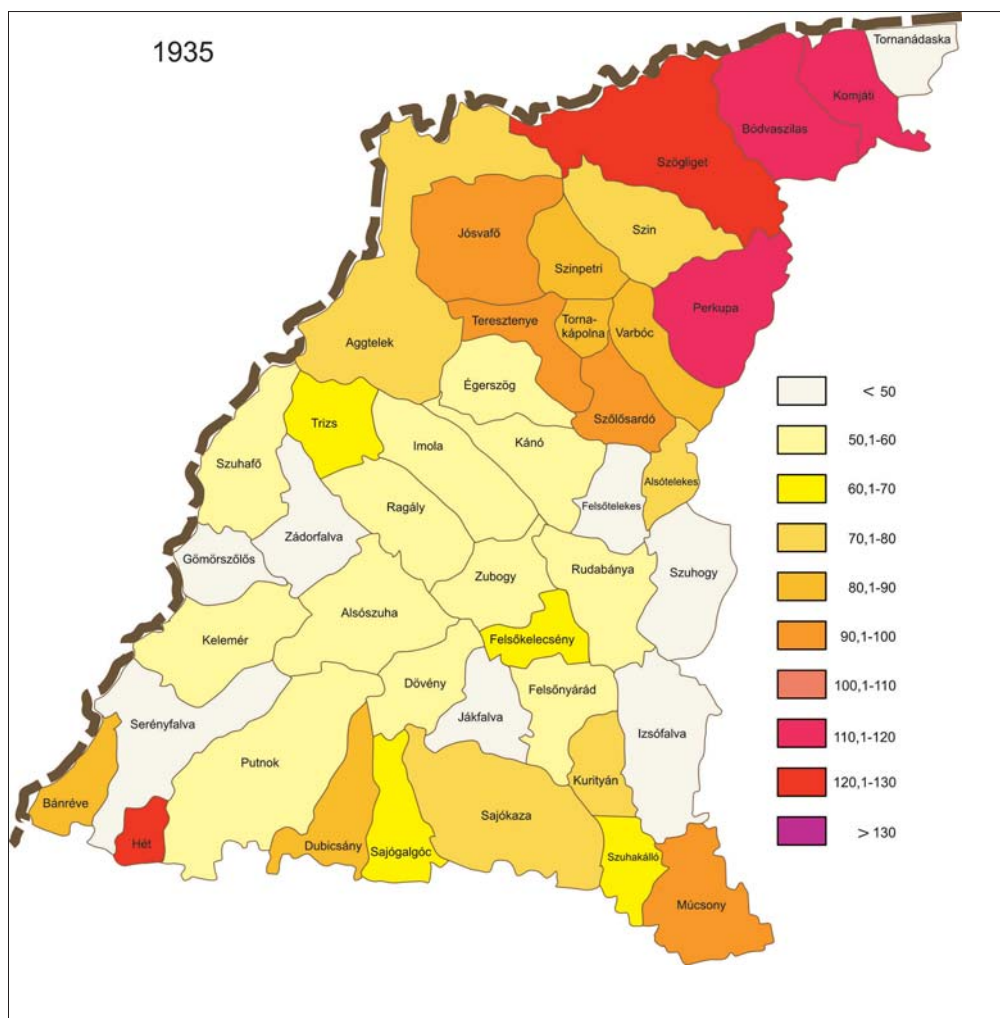 1935
Tornanádaska
Komjáti
Bódvaszilas
Szögliget
Szin
Jósvafő
Szinpetri
Perkupa
Teresztenye
Torna-
kápolna
Varbóc
Aggtelek
Égerszög
Szőlősardó
Trizs
Imola
Kánó
Szuhafő
Alsótelekes
Felsőtelekes
Ragály
Zádorfalva
Gömörszőlős
Zubogy
Rudabánya
Szuhogy
Alsószuha
Kelemér
Felsőkelecsény
Dövény
Felsőnyárád
Jákfalva
Serényfalva
Izsófalva
Putnok
Kurityán
Bánréve
Sajókaza
Hét
Dubicsány
Sajógalgóc
Szuhakálló
Múcsony
< 50
50,1-60
60,1-70
70,1-80
80,1-90
90,1-100
100,1-110
110,1-120
120,1-130
> 130